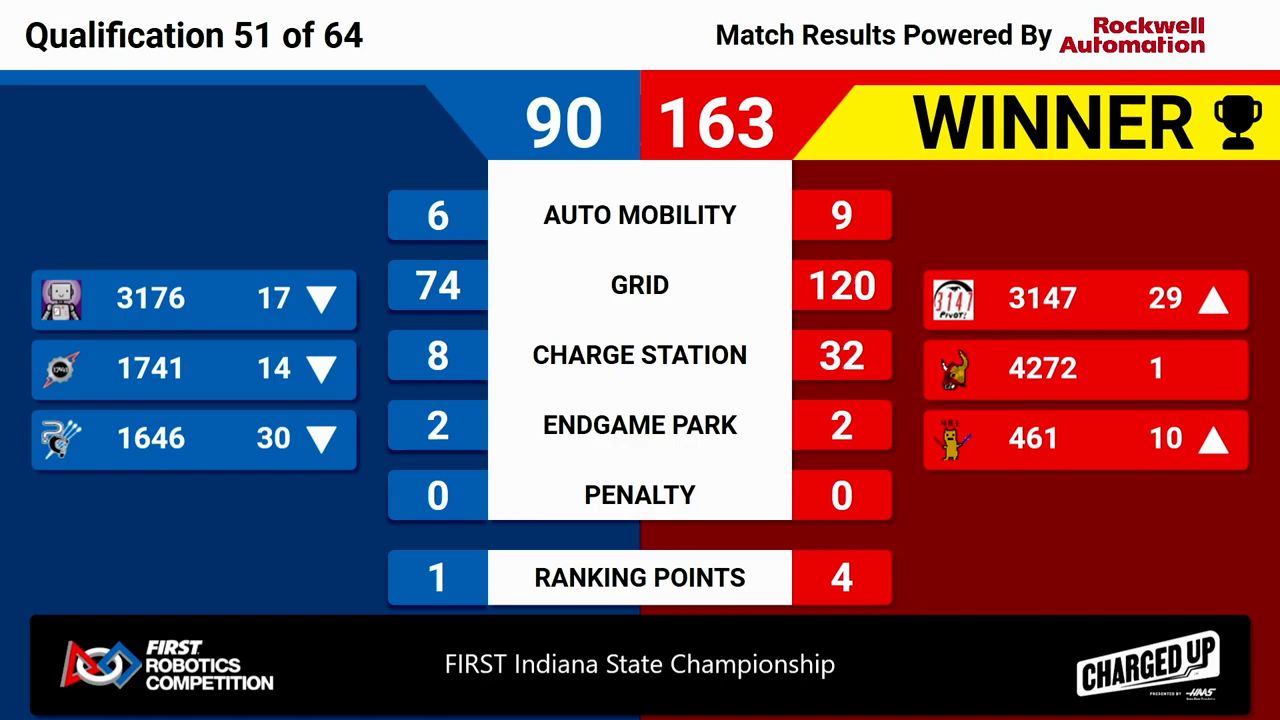 Qualification 51 of 64
Match Results Powered By Rockwell Automation
90 163 WINNER
6 AUTO MOBILITY 9
74 GRID 120
3176 17
3147 29
8 CHARGE STATION 32
1741 14
4272 1
2 ENDGAME PARK 2
1646 30
461 10
0 PENALTY 0
1 RANKING POINTS 4
FIRST
ROBOTICS
COMPETITION
FIRST Indiana State Championship
CHARGED UP
PRESENTED BY HAAS
3147
PIVOT!